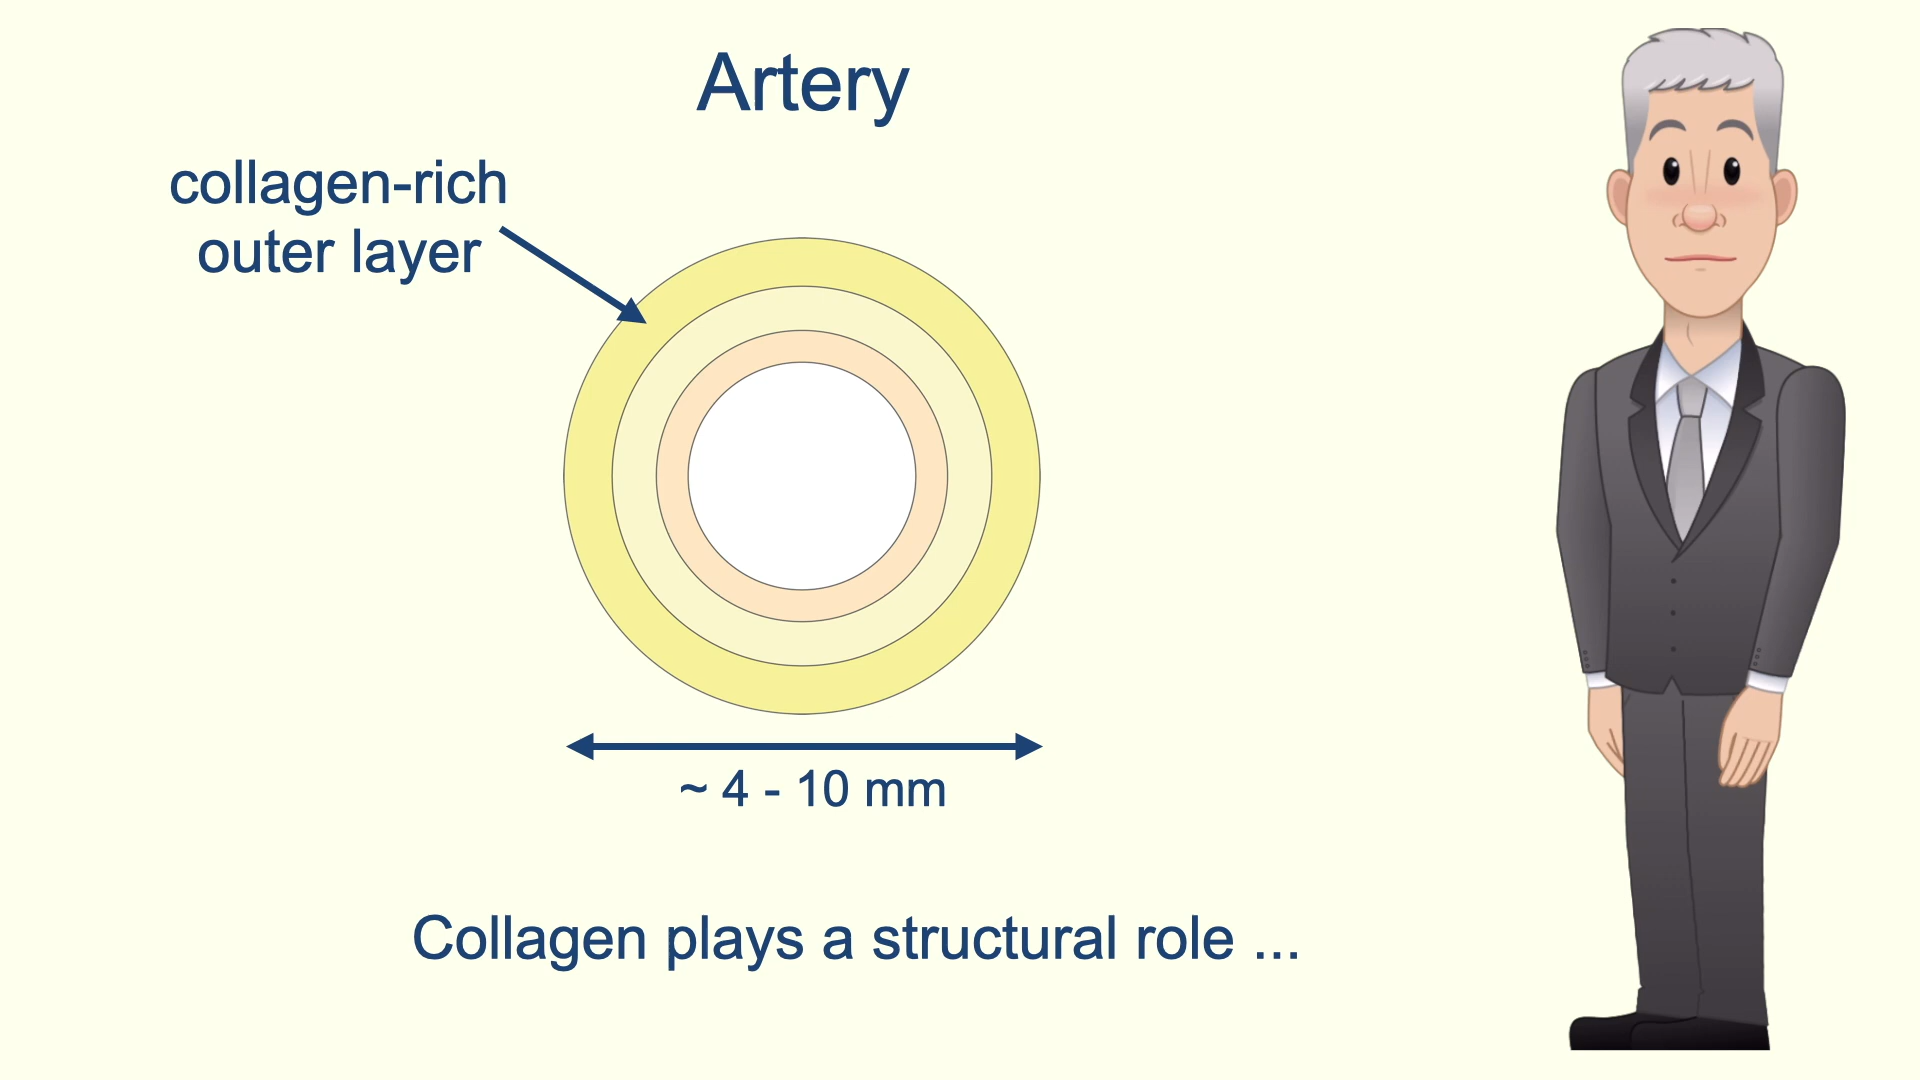 Artery
collagen-rich
outer layer
~ 4 - 10 mm
Collagen plays a structural role ...